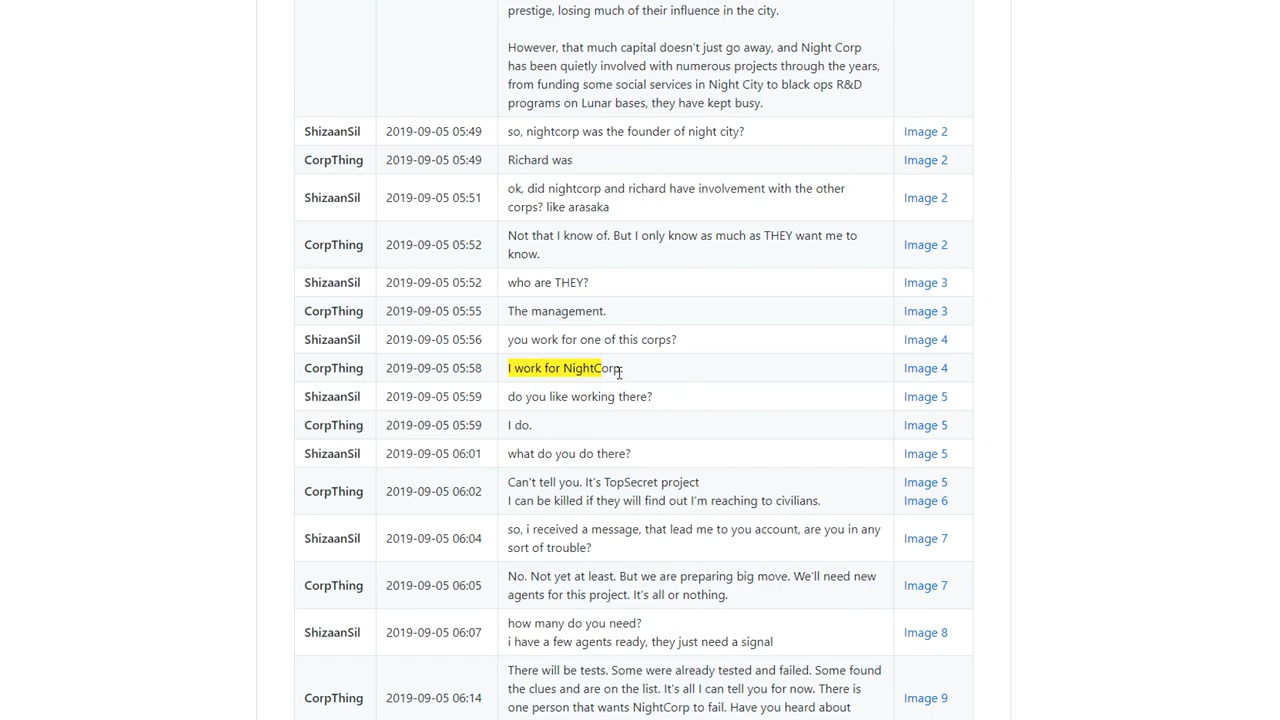 prestige, losing much of their influence in the city.
However, that much capital doesn't just go away, and Night Corp
has been quietly involved with numerous projects through the years,
from funding some social services in Night City to black ops R&D
programs on Lunar bases, they have kept busy.
ShizaanSil 2019-09-05 05:49 so, nightcorp was the founder of night city? Image 2
CorpThing 2019-09-05 05:49 Richard was Image 2
ShizaanSil 2019-09-05 05:51 ok, did nightcorp and richard have involvement with the other
corps? like arasaka Image 2
CorpThing 2019-09-05 05:52 Not that I know of. But I only know as much as THEY want me to
know. Image 2
ShizaanSil 2019-09-05 05:52 who are THEY? Image 3
CorpThing 2019-09-05 05:55 The management. Image 3
ShizaanSil 2019-09-05 05:56 you work for one of this corps? Image 4
CorpThing 2019-09-05 05:58 I work for NightCorp. Image 4
ShizaanSil 2019-09-05 05:59 do you like working there? Image 5
CorpThing 2019-09-05 05:59 I do. Image 5
ShizaanSil 2019-09-05 06:01 what do you do there? Image 5
CorpThing 2019-09-05 06:02 Can't tell you. It's TopSecret project Image 5
I can be killed if they will find out I'm reaching to civilians. Image 6
ShizaanSil 2019-09-05 06:04 so, i received a message, that lead me to you account, are you in any
sort of trouble? Image 7
CorpThing 2019-09-05 06:05 No. Not yet at least. But we are preparing big move. We'll need new
agents for this project. It's all or nothing. Image 7
ShizaanSil 2019-09-05 06:07 how many do you need?
i have a few agents ready, they just need a signal Image 8
CorpThing 2019-09-05 06:14 There will be tests. Some were already tested and failed. Some found
the clues and are on the list. It's all I can tell you for now. There is
one person that wants NightCorp to fail. Have you heard about Image 9